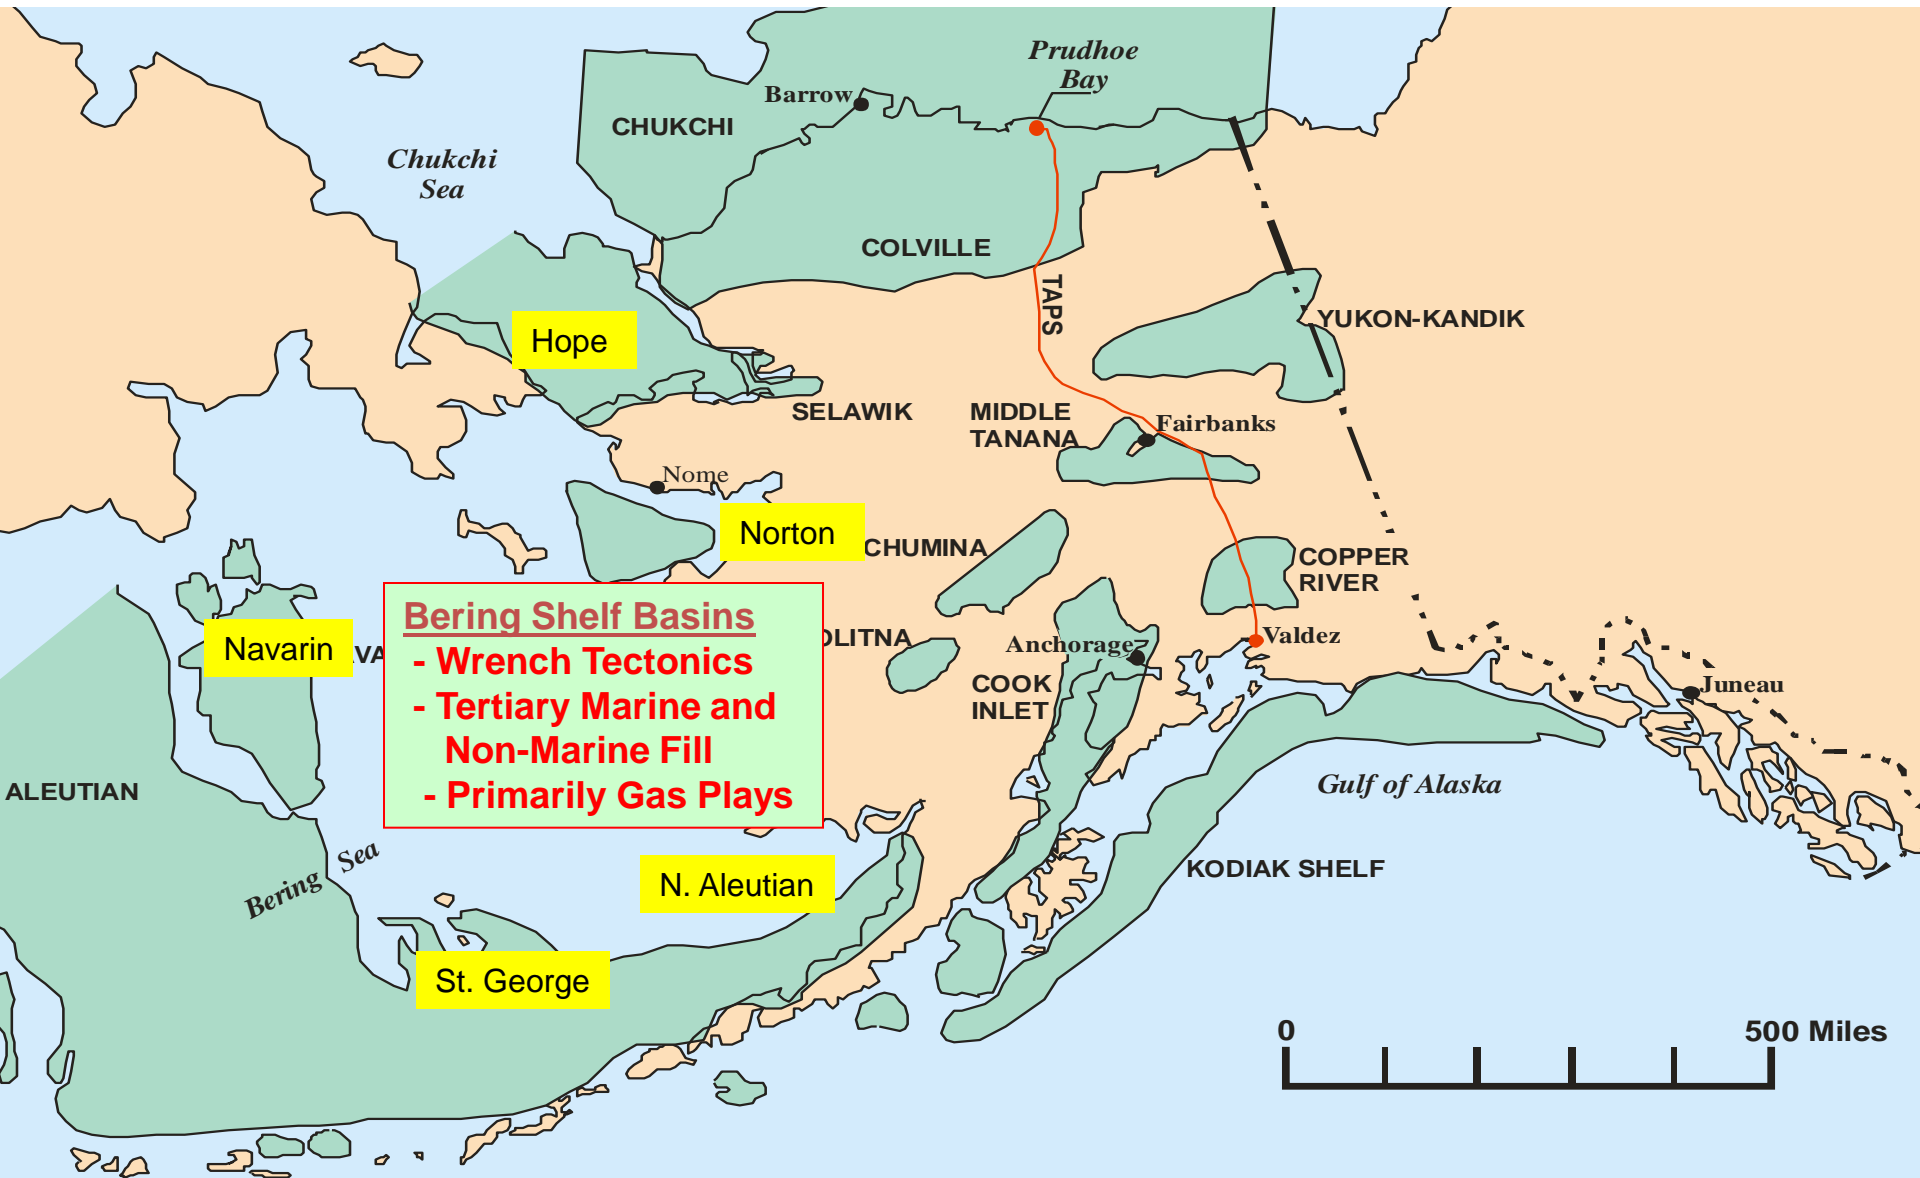 Prudhoe
Bay
Barrow
CHUKCHI
Chukchi
Sea
COLVILLE
TAPS
YUKON-KANDIK
Hope
SELAWIK
MIDDLE
TANANA
Fairbanks
Nome
Norton
CHUMINA
COPPER
RIVER
Bering Shelf Basins
- Wrench Tectonics
- Tertiary Marine and
Non-Marine Fill
- Primarily Gas Plays
Navarin
VA
OLITNA
Anchorage
Valdez
COOK
INLET
Juneau
ALEUTIAN
Gulf of Alaska
Bering Sea
KODIAK SHELF
N. Aleutian
St. George
0 500 Miles